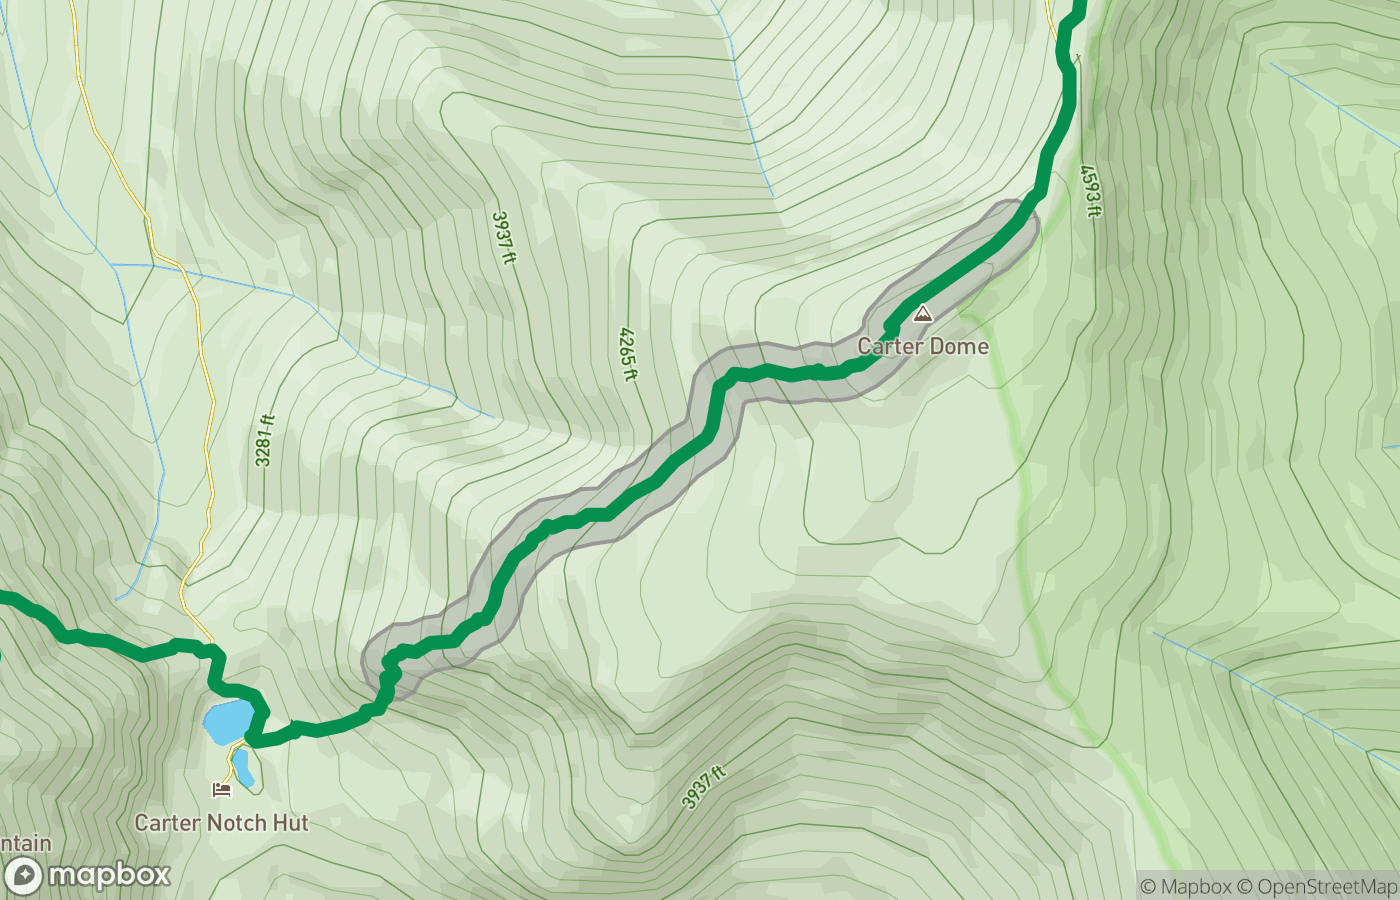 4593 ft
3937 ft
4265 ft
Carter Dome
3281 ft
3937 ft
Carter Notch Hut
ntain
mapbox
© Mapbox © OpenStreetMap